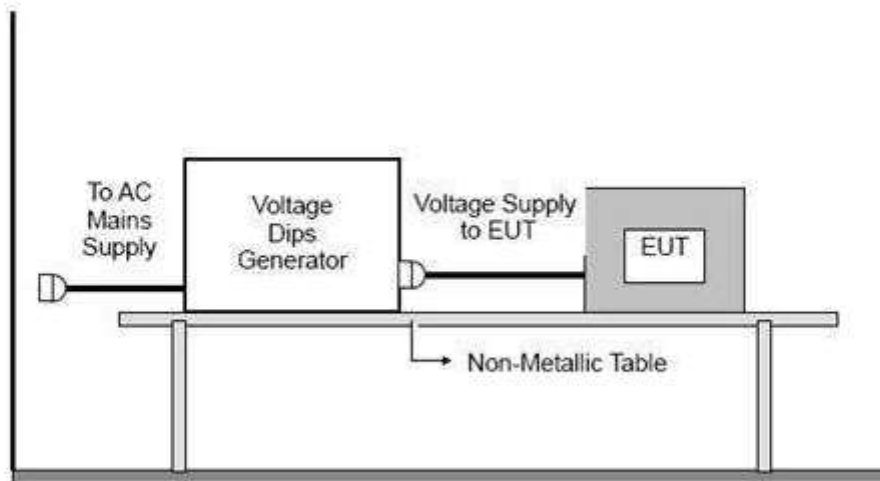 To AC
Mains
Supply
Voltage
Dips
Generator
Voltage Supply
to EUT
EUT
Non-Metallic Table